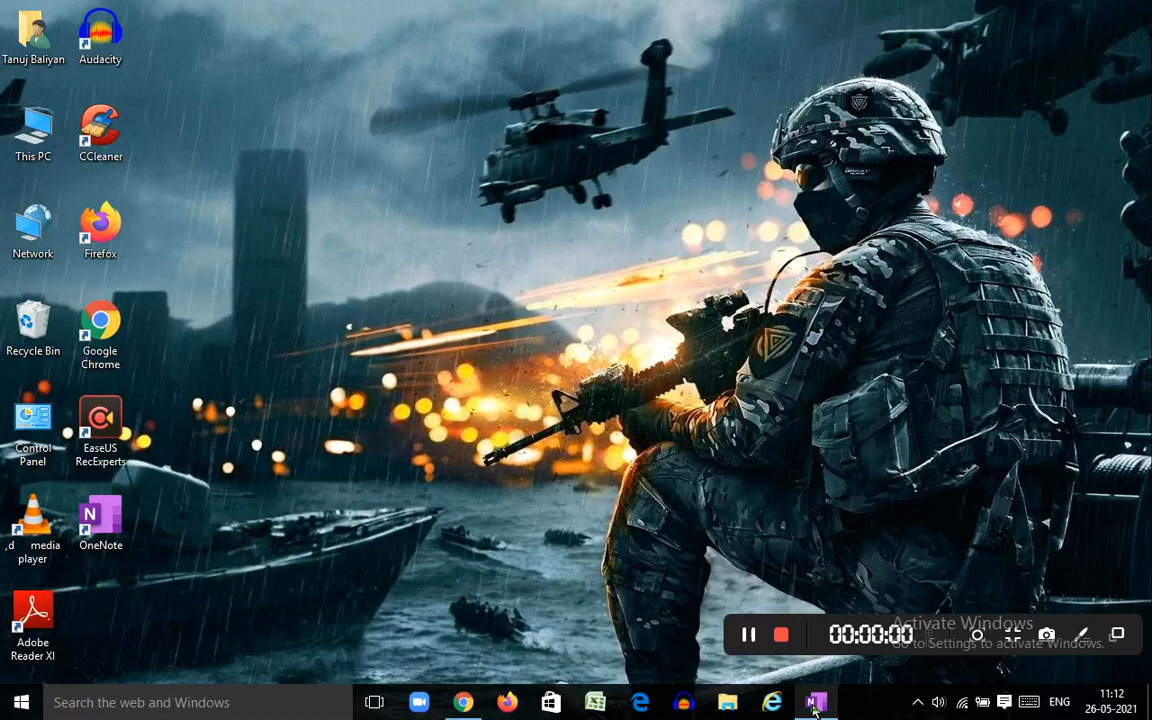 Tanuj Baliyan
Audacity
This PC
CCleaner
Network
Firefox
Recycle Bin
Google
Chrome
Control
Panel
EaseUS
RecExperts
,d media
player
N
OneNote
Adobe
Reader XI
00:00:00
Activate Windows
Go to Settings to activate Windows.
Search the web and Windows
N
ENG
11:12
26-05-2021